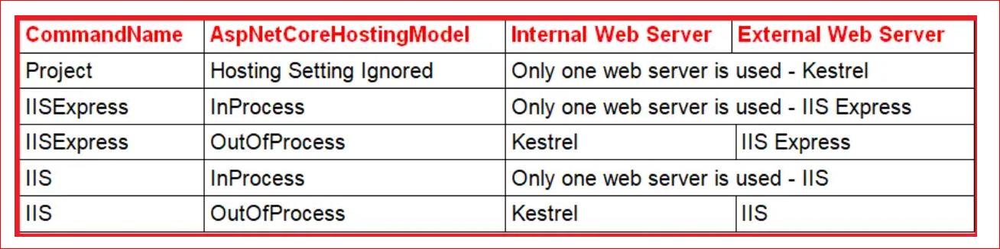 CommandName AspNetCoreHostingModel Internal Web Server External Web Server
Project Hosting Setting Ignored Only one web server is used - Kestrel
IISExpress InProcess Only one web server is used - IIS Express
IISExpress OutOfProcess Kestrel IIS Express
IIS InProcess Only one web server is used - IIS
IIS OutOfProcess Kestrel IIS